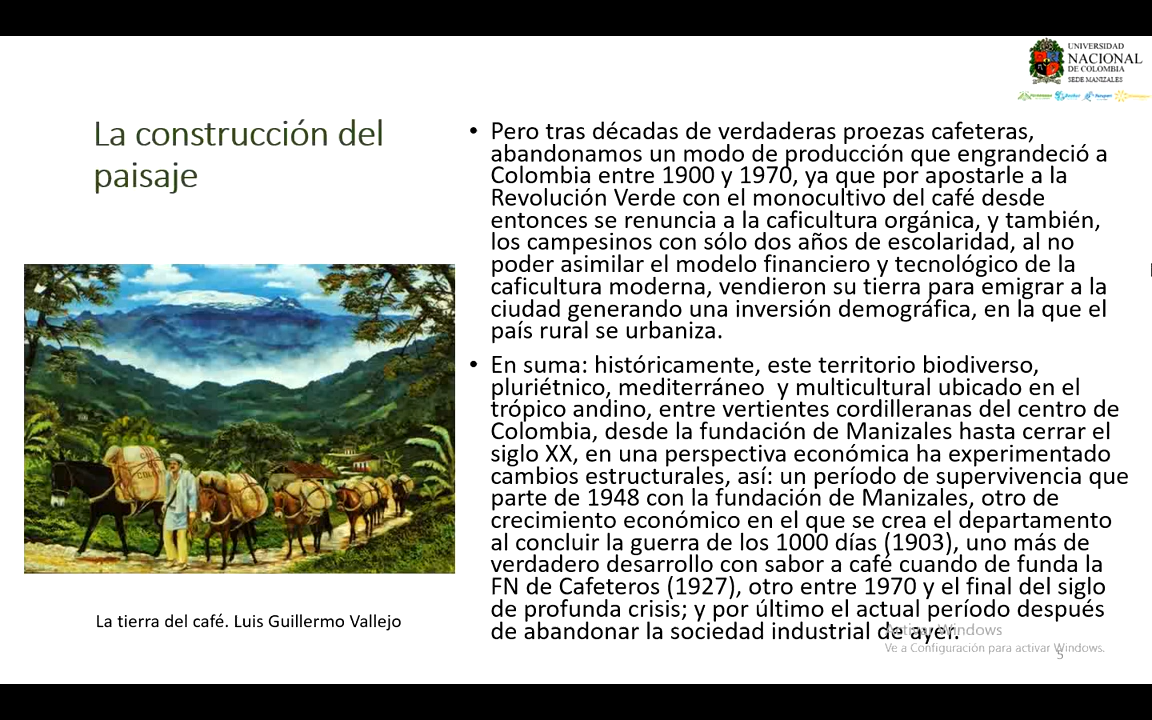 UNIVERSIDAD
NACIONAL
DE COLOMBIA
SEDE MANIZALES
La construcción del
paisaje
• Pero tras décadas de verdaderas proezas cafeteras,
abandonamos un modo de producción que engrandeció a
Colombia entre 1900 y 1970, ya que por apostarle a la
Revolución Verde con el monocultivo del café desde
entonces se renuncia a la caficultura orgánica, y también,
los campesinos con sólo dos años de escolaridad, al no
poder asimilar el modelo financiero y tecnológico de la
caficultura moderna, vendieron su tierra para emigrar a la
ciudad generando una inversión demográfica, en la que el
país rural se urbaniza.
• En suma: históricamente, este territorio biodiverso,
pluriétnico, mediterráneo y multicultural ubicado en el
trópico andino, entre vertientes cordilleranas del centro de
Colombia, desde la fundación de Manizales hasta cerrar el
siglo XX, en una perspectiva económica ha experimentado
cambios estructurales, así: un período de supervivencia que
parte de 1948 con la fundación de Manizales, otro de
crecimiento económico en el que se crea el departamento
al concluir la guerra de los 1000 días (1903), uno más de
verdadero desarrollo con sabor a café cuando de funda la
FN de Cafeteros (1927), otro entre 1970 y el final del siglo
de profunda crisis; y por último el actual período después
de abandonar la sociedad industrial de ayer.
La tierra del café. Luis Guillermo Vallejo
Activar Windows
Ve a Configuración para activar Windows.
5